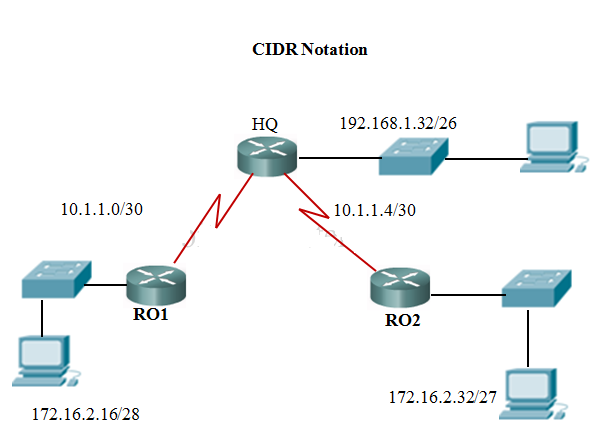 CIDR Notation
HQ
192.168.1.32/26
10.1.1.0/30
10.1.1.4/30
RO1
RO2
172.16.2.16/28
172.16.2.32/27